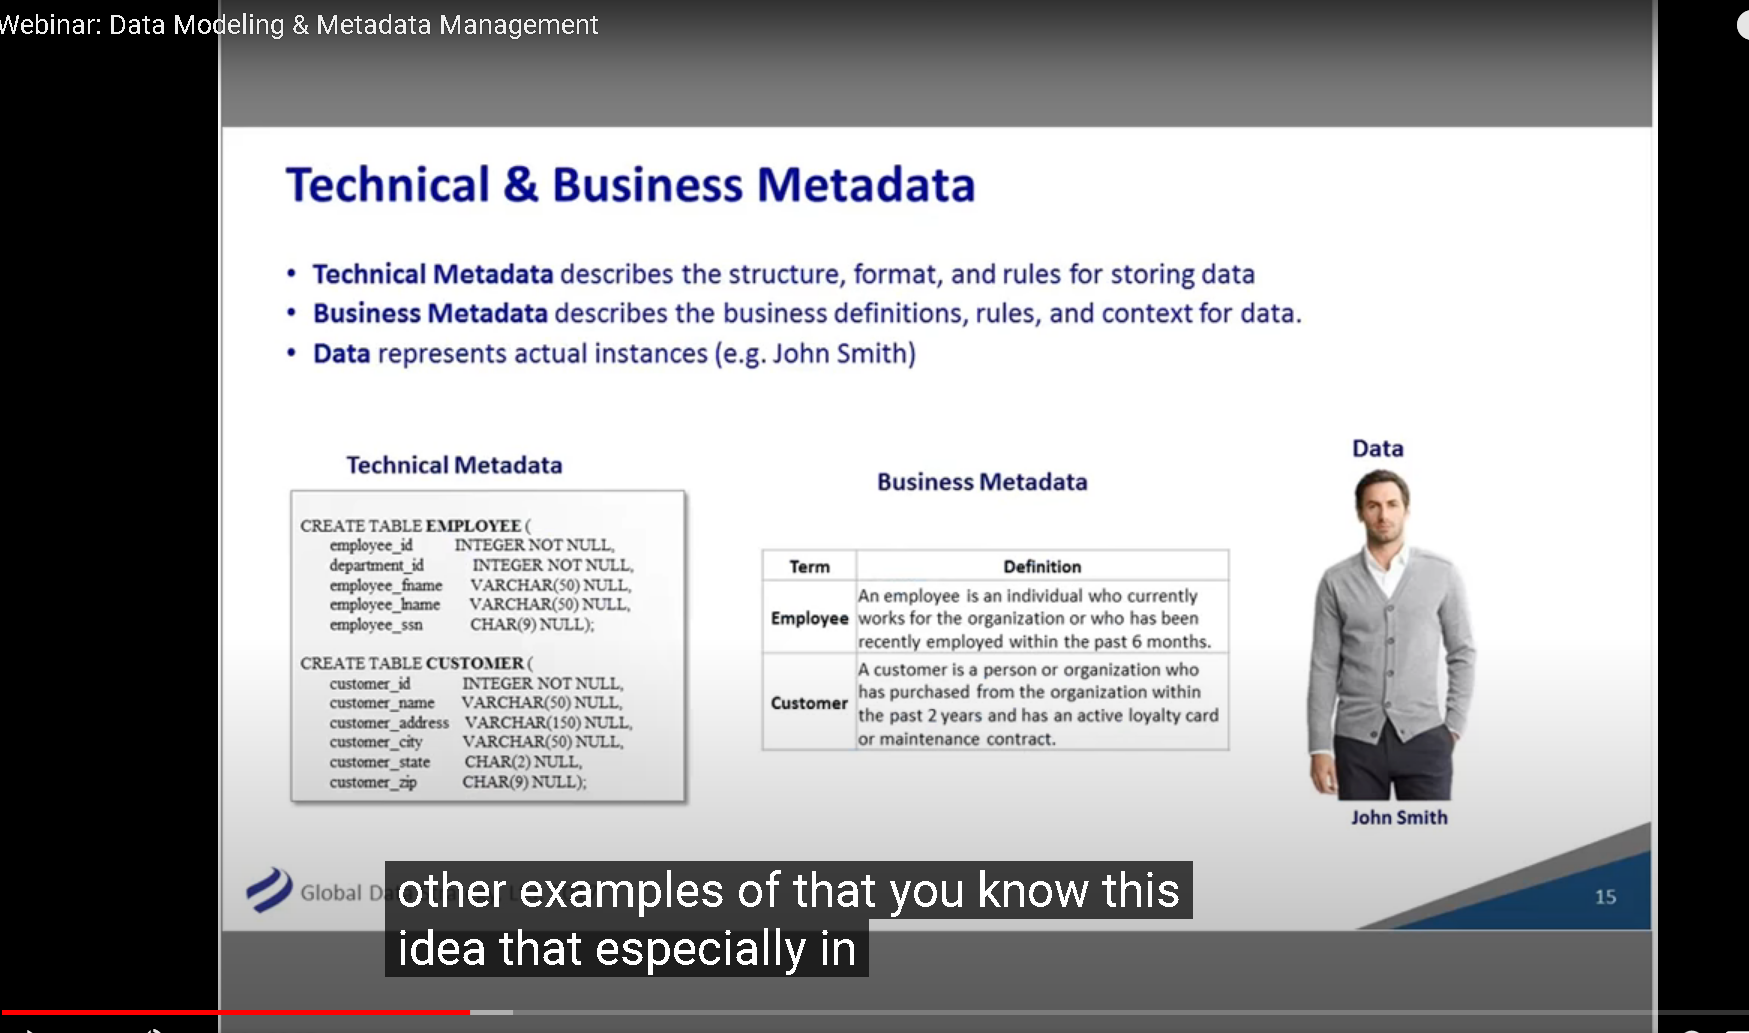 Webinar: Data Modeling & Metadata Management
Technical & Business Metadata
• Technical Metadata describes the structure, format, and rules for storing data
• Business Metadata describes the business definitions, rules, and context for data.
• Data represents actual instances (e.g. John Smith)
Technical Metadata
CREATE TABLE EMPLOYEE (
employee_id INTEGER NOT NULL,
department_id INTEGER NOT NULL,
employee_fname VARCHAR(50) NULL,
employee_lname VARCHAR(50) NULL,
employee_ssn CHAR(9) NULL);
CREATE TABLE CUSTOMER (
customer_id INTEGER NOT NULL,
customer_name VARCHAR(50) NULL,
customer_address VARCHAR(150) NULL,
customer_city VARCHAR(50) NULL,
customer_state CHAR(2) NULL,
customer_zip CHAR(9) NULL);
Business Metadata
Term Definition
Employee
An employee is an individual who currently
works for the organization or who has been
recently employed within the past 6 months.
Customer
A customer is a person or organization who
has purchased from the organization within
the past 2 years and has an active loyalty card
or maintenance contract.
Data
John Smith
Global
15
other examples of that you know this
idea that especially in